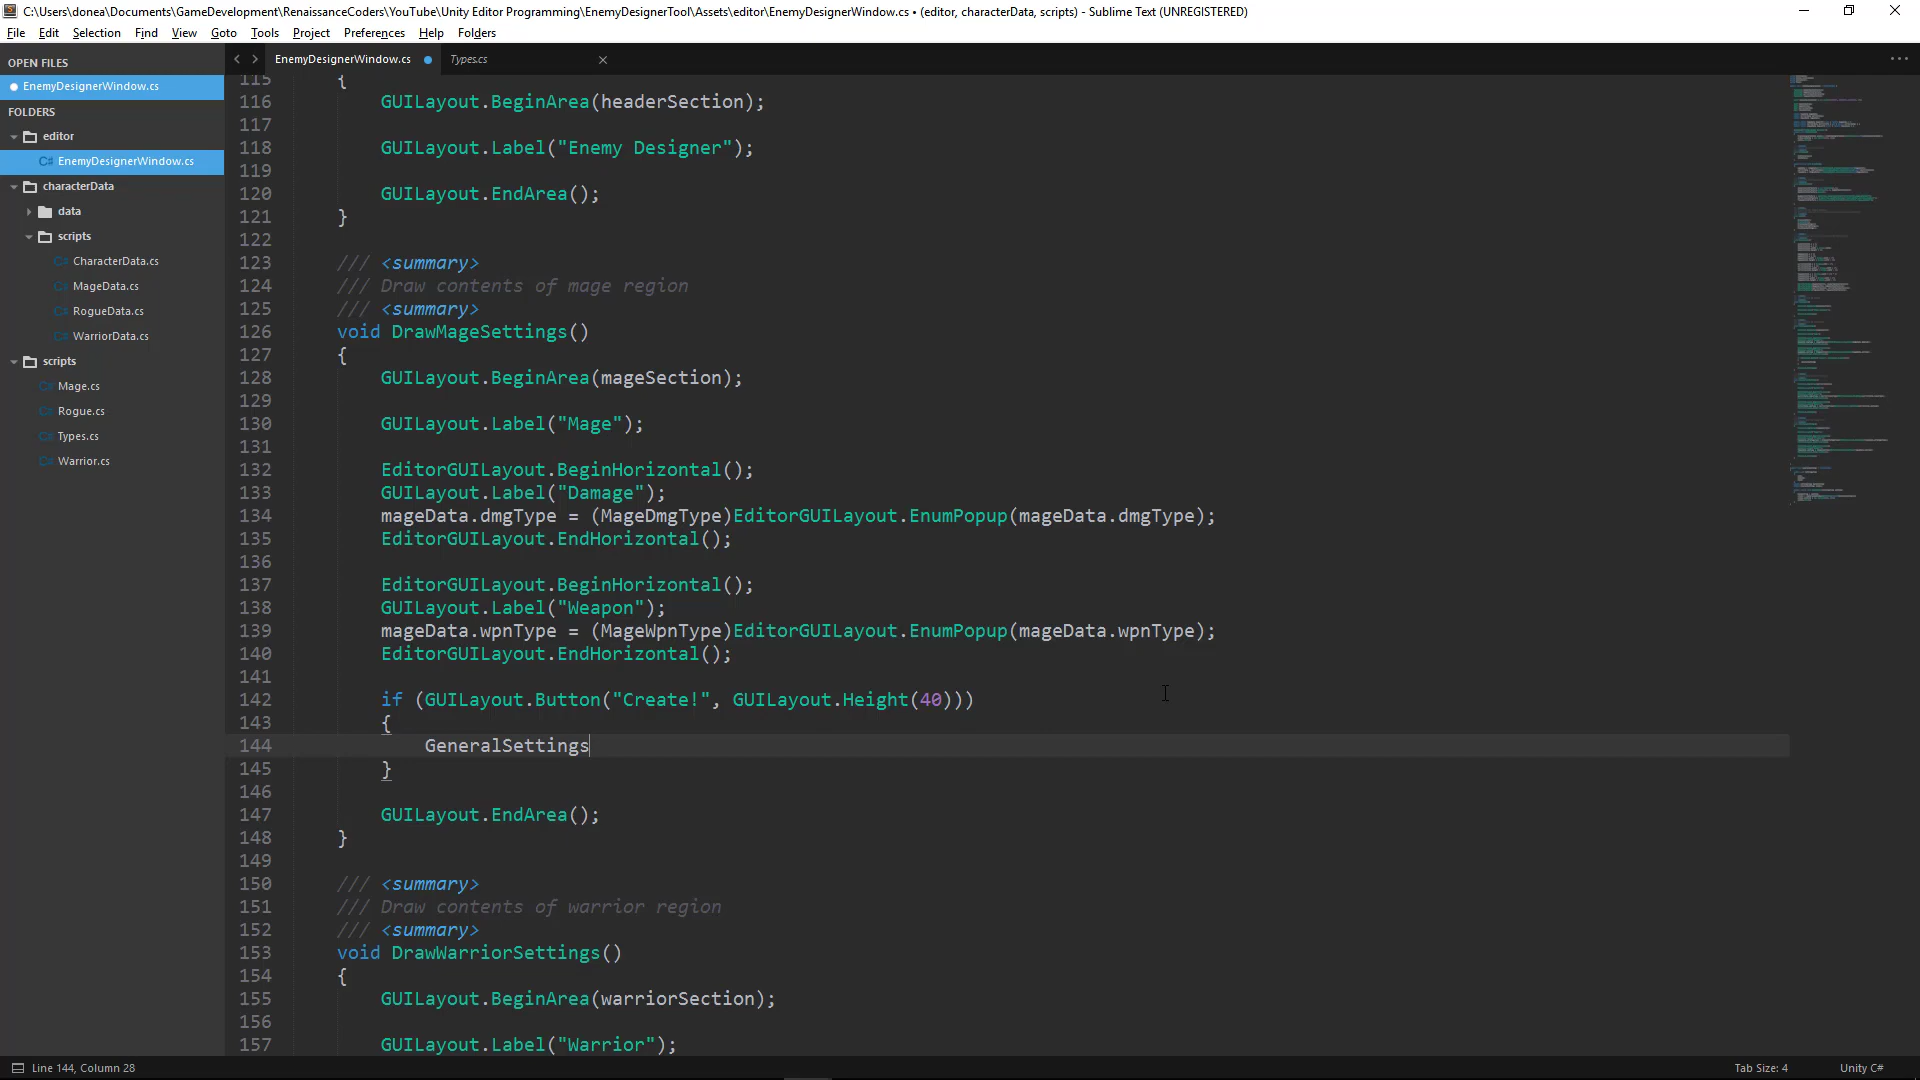 C:\Users\donea\Documents\GameDevelopment\RenaissanceCoders\YouTube\Unity Editor Programming\EnemyDesignerTool\Assets\editor\EnemyDesignerWindow.cs • (editor, characterData, scripts) - Sublime Text (UNREGISTERED)
File Edit Selection Find View Goto Tools Project Preferences Help Folders
OPEN FILES
EnemyDesignerWindow.cs
FOLDERS
editor
EnemyDesignerWindow.cs
characterData
data
scripts
CharacterData.cs
MageData.cs
RogueData.cs
WarriorData.cs
scripts
Mage.cs
Rogue.cs
Types.cs
Warrior.cs
EnemyDesignerWindow.cs Types.cs
115 {
116 GUILayout.BeginArea(headerSection);
117
118 GUILayout.Label("Enemy Designer");
119
120 GUILayout.EndArea();
121 }
122
123 /// <summary>
124 /// Draw contents of mage region
125 /// <summary>
126 void DrawMageSettings()
127 {
128 GUILayout.BeginArea(mageSection);
129
130 GUILayout.Label("Mage");
131
132 EditorGUILayout.BeginHorizontal();
133 GUILayout.Label("Damage");
134 mageData.dmgType = (MageDmgType)EditorGUILayout.EnumPopup(mageData.dmgType);
135 EditorGUILayout.EndHorizontal();
136
137 EditorGUILayout.BeginHorizontal();
138 GUILayout.Label("Weapon");
139 mageData.wpnType = (MageWpnType)EditorGUILayout.EnumPopup(mageData.wpnType);
140 EditorGUILayout.EndHorizontal();
141
142 if (GUILayout.Button("Create!", GUILayout.Height(40)))
143 {
144 GeneralSettings
145 }
146
147 GUILayout.EndArea();
148 }
149
150 /// <summary>
151 /// Draw contents of warrior region
152 /// <summary>
153 void DrawWarriorSettings()
154 {
155 GUILayout.BeginArea(warriorSection);
156
157 GUILayout.Label("Warrior");
Line 144, Column 28 Tab Size: 4 Unity C#